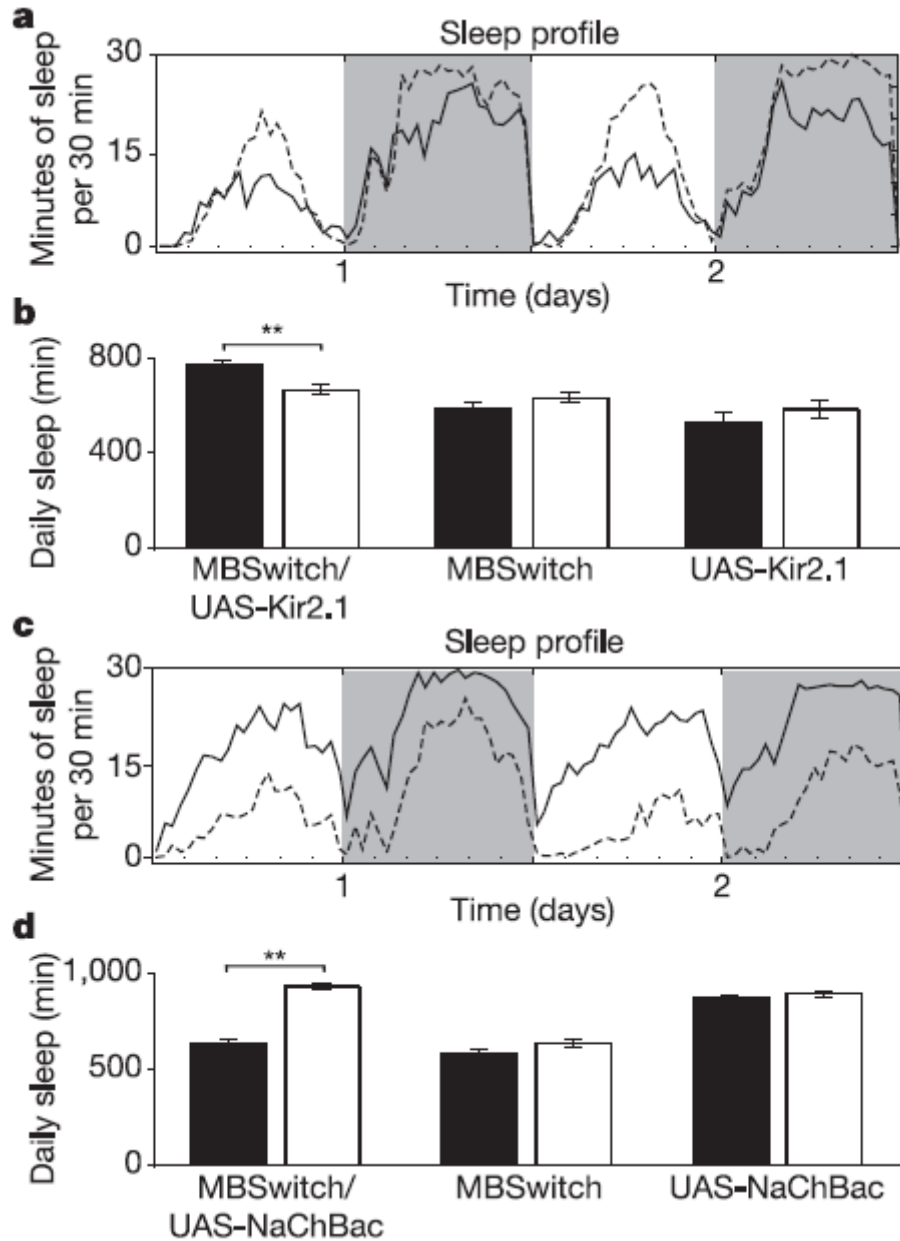 a
Sleep profile
Minutes of sleep
per 30 min
30
15
0
1
2
Time (days)
b
**
Daily sleep (min)
800
400
0
MBSwitch/
UAS-Kir2.1
MBSwitch
UAS-Kir2.1
c
Sleep profile
Minutes of sleep
per 30 min
30
15
0
1
2
Time (days)
d
**
Daily sleep (min)
1,000
500
0
MBSwitch/
UAS-NaChBac
MBSwitch
UAS-NaChBac